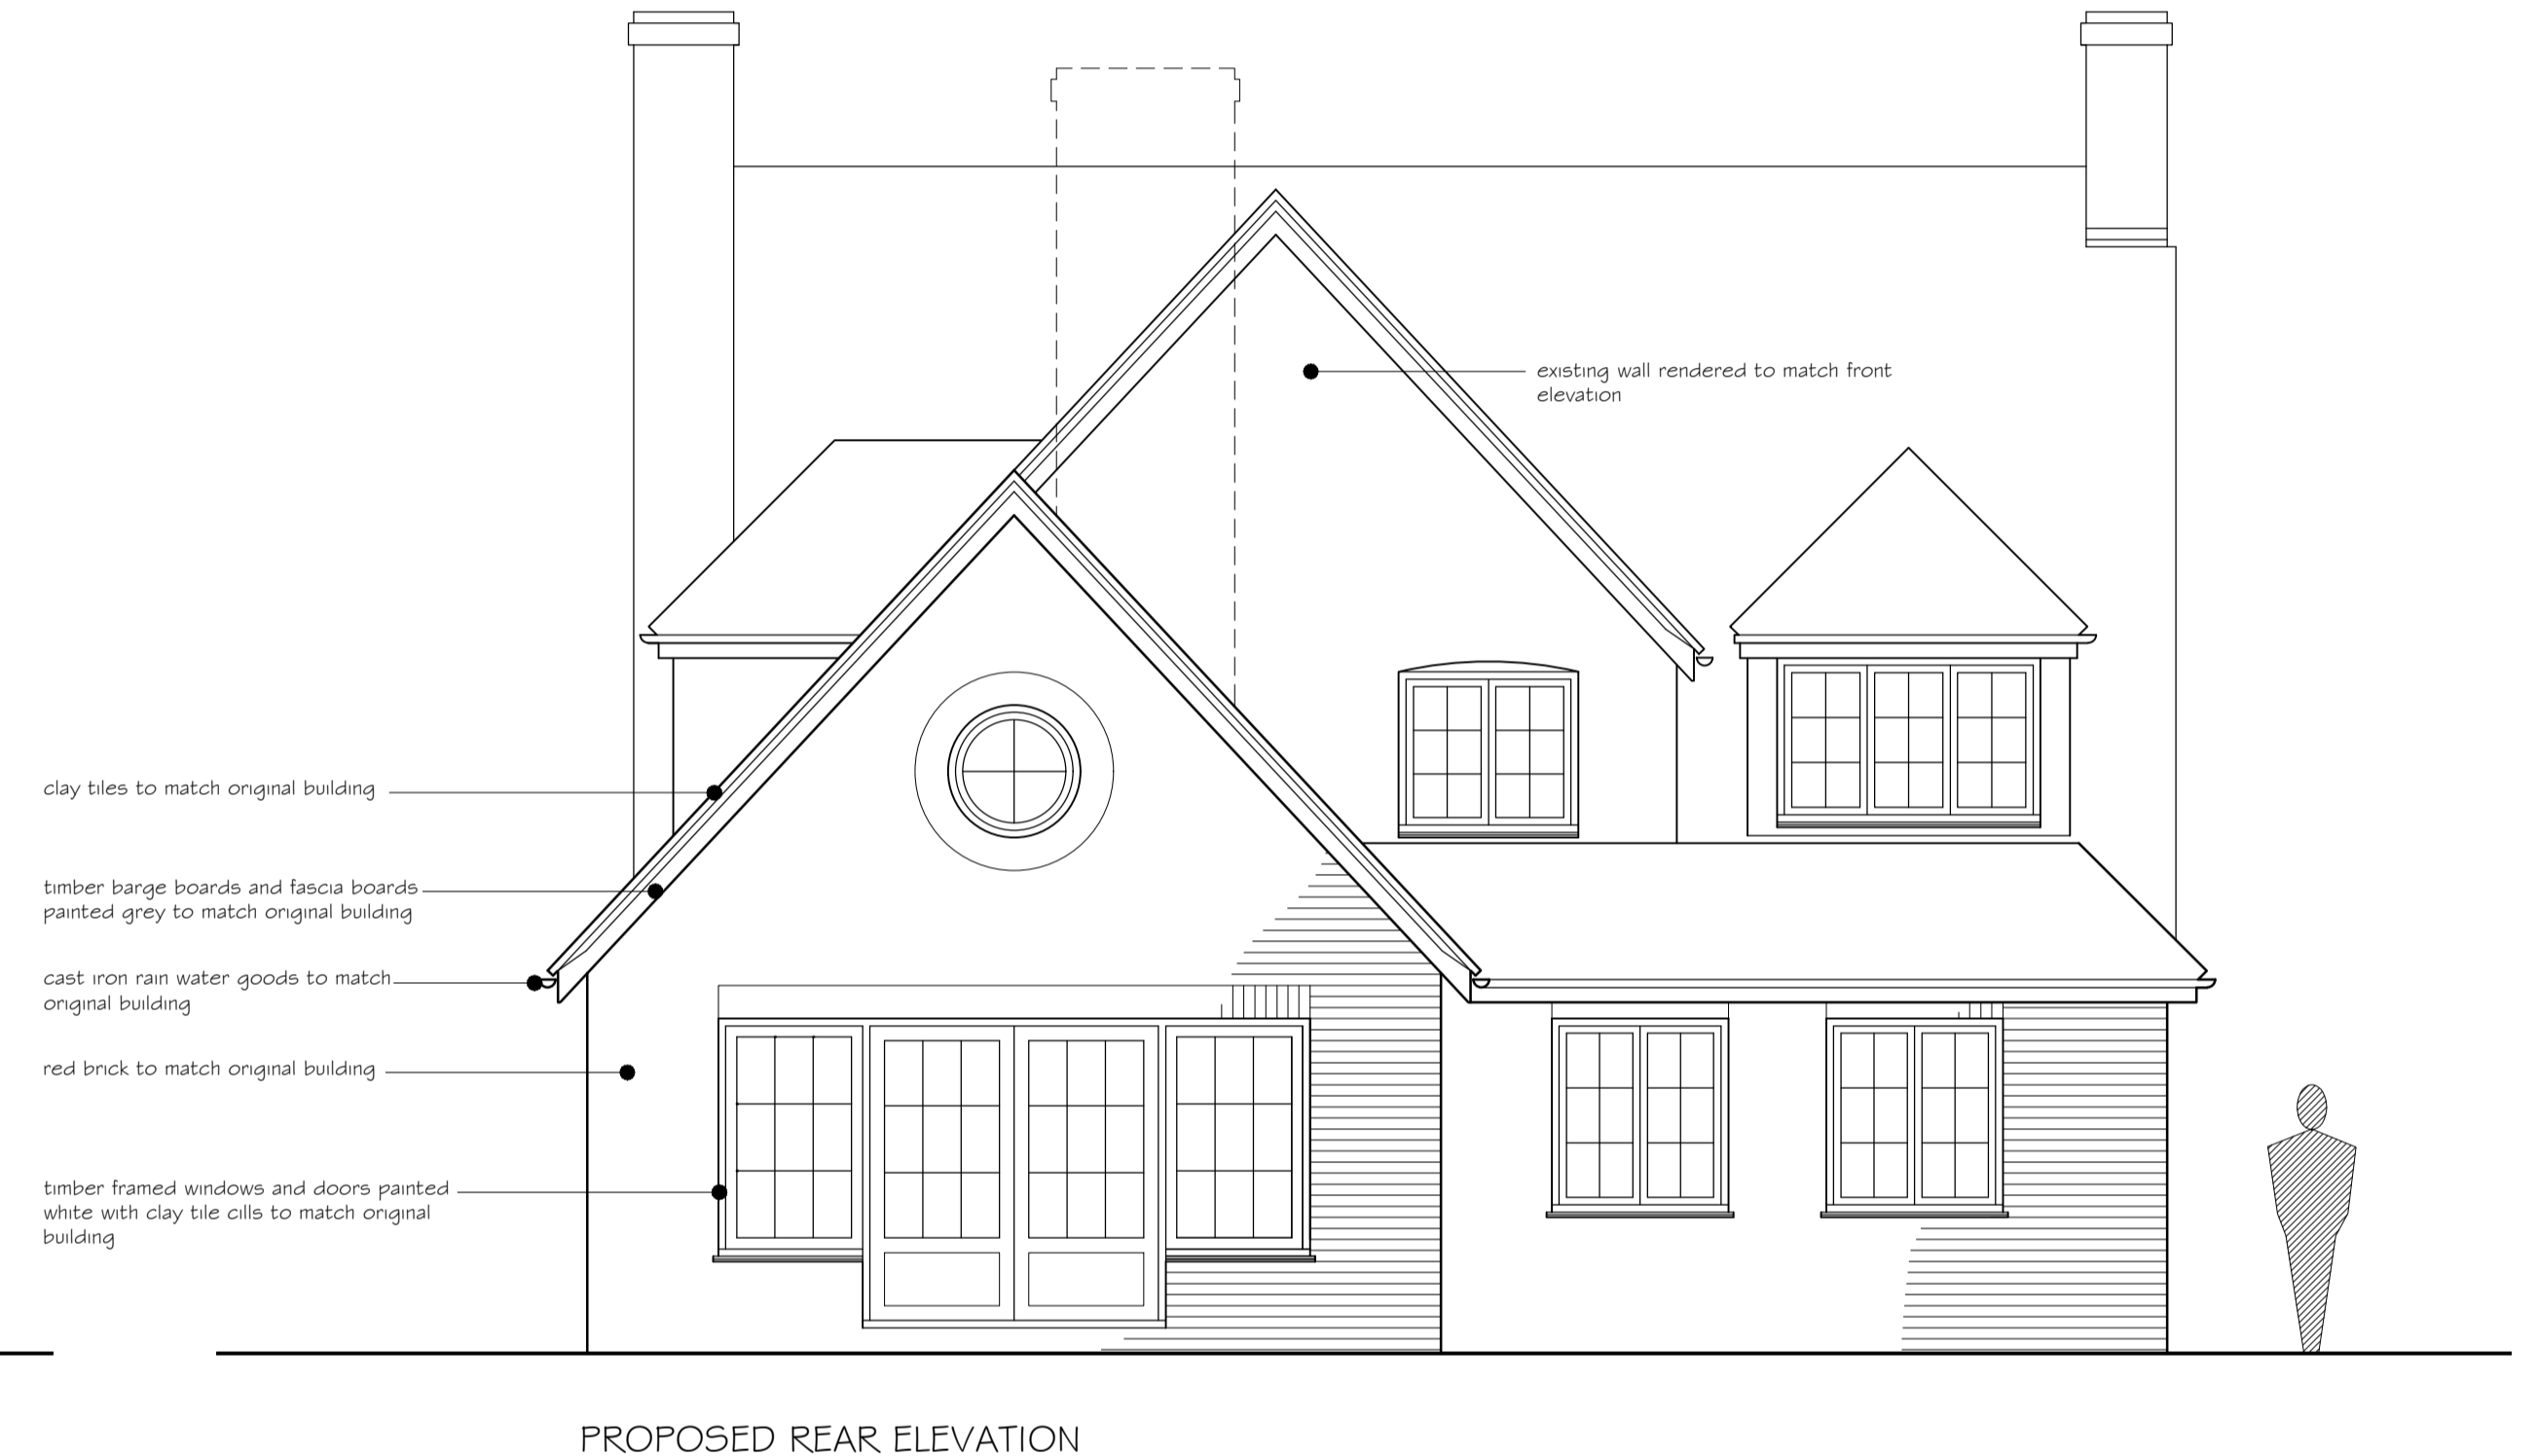 existing wall rendered to match front
elevation
clay tiles to match original building
timber barge boards and fascia boards
painted grey to match original building
cast iron rain water goods to match
original building
red brick to match original building
timber framed windows and doors painted
white with clay tile cills to match original
building
PROPOSED REAR ELEVATION